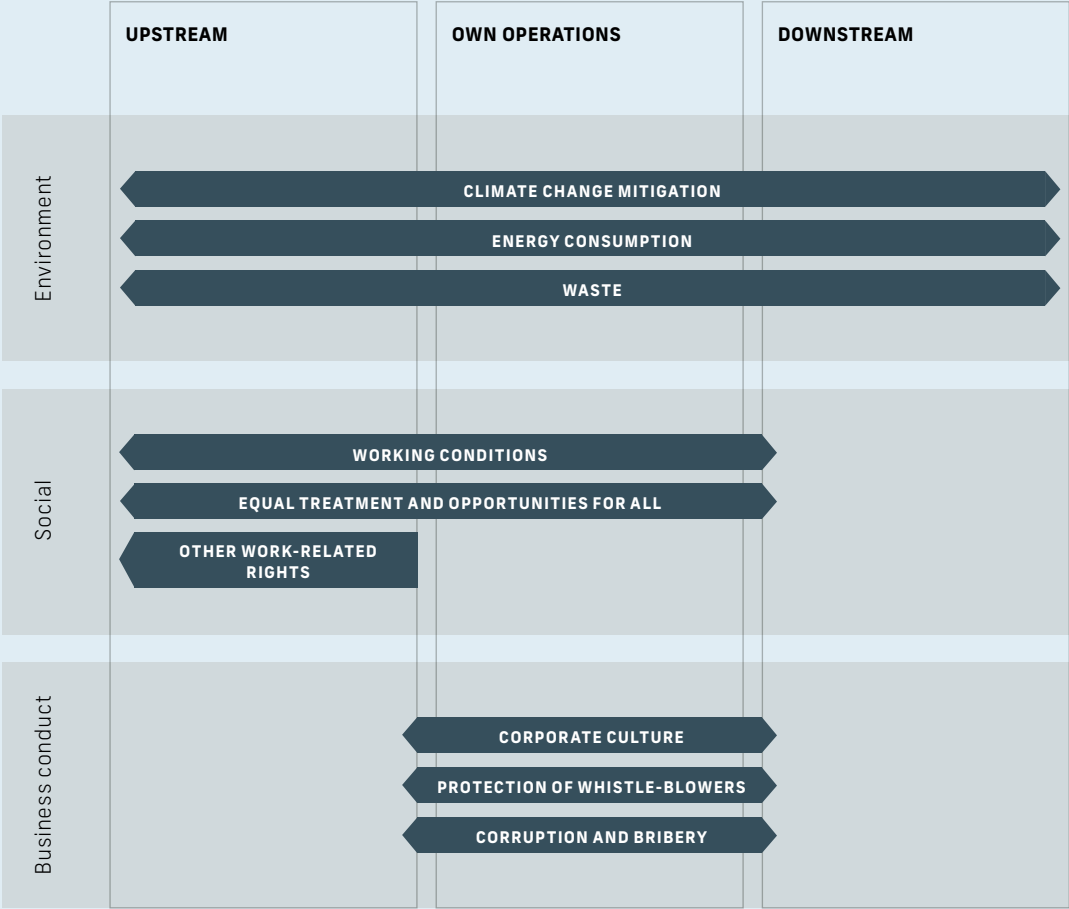 UPSTREAM
OWN OPERATIONS
DOWNSTREAM
Environment
CLIMATE CHANGE MITIGATION
ENERGY CONSUMPTION
WASTE
Social
WORKING CONDITIONS
EQUAL TREATMENT AND OPPORTUNITIES FOR ALL
OTHER WORK-RELATED
RIGHTS
Business conduct
CORPORATE CULTURE
PROTECTION OF WHISTLE-BLOWERS
CORRUPTION AND BRIBERY